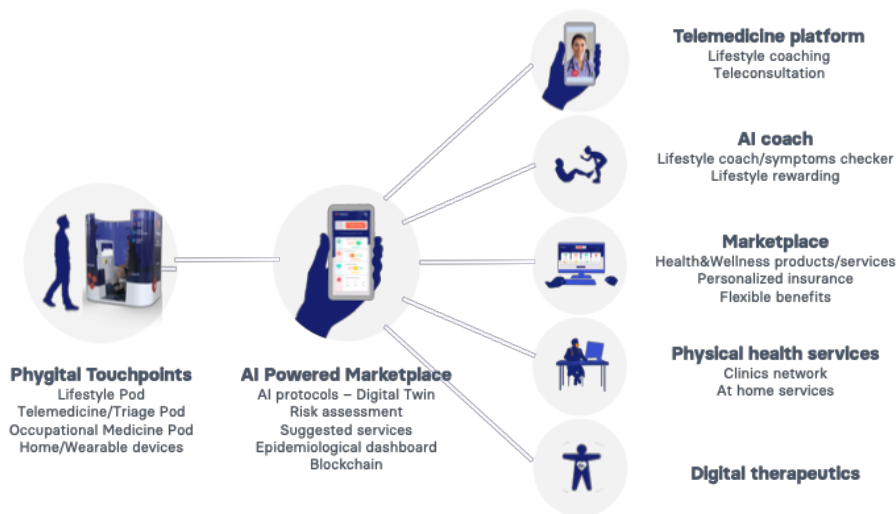 Telemedicine platform
Lifestyle coaching
Teleconsultation
AI coach
Lifestyle coach/symptoms checker
Lifestyle rewarding
Marketplace
Health&Wellness products/services
Personalized insurance
Flexible benefits
Phygital Touchpoints
Lifestyle Pod
Telemedicine/Triage Pod
Occupational Medicine Pod
Home/Wearable devices
AI Powered Marketplace
AI protocols – Digital Twin
Risk assessment
Suggested services
Epidemiological dashboard
Blockchain
Physical health services
Clinics network
At home services
Digital therapeutics